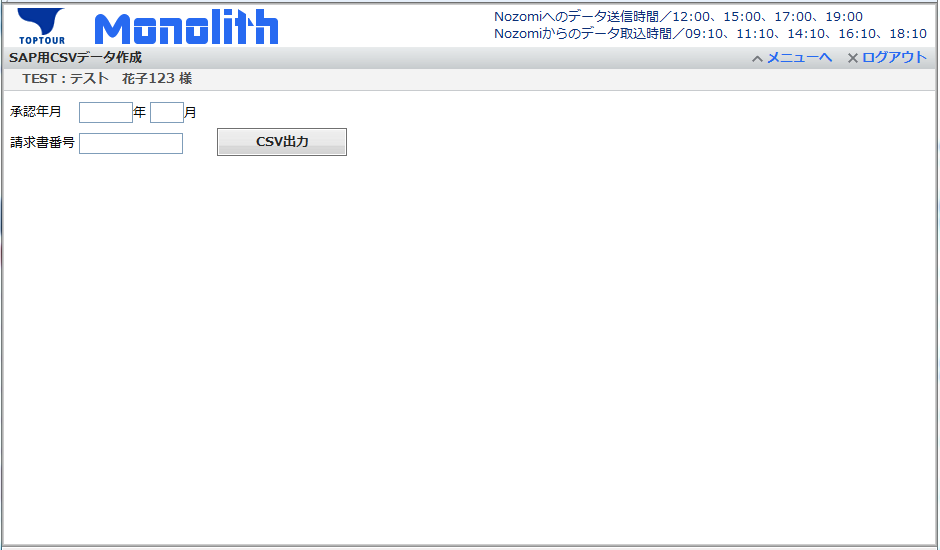 TOPTOUR
Monolith
Nozomiへのデータ送信時間／12:00、15:00、17:00、19:00
Nozomiからのデータ取込時間／09:10、11:10、14:10、16:10、18:10
SAP用CSVデータ作成
メニューへ ログアウト
TEST：テスト 花子123 様
承認年月 年 月
請求書番号 CSV出力